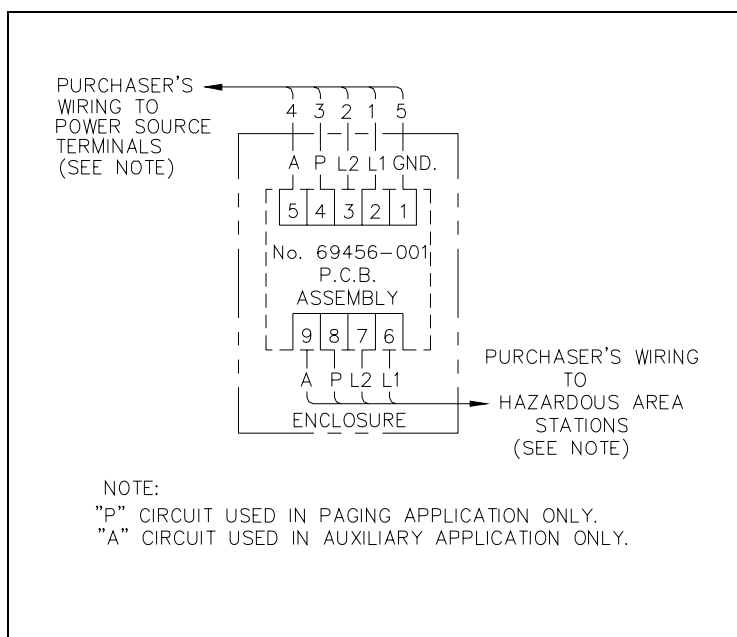 PURCHASER'S
WIRING TO
POWER SOURCE
TERMINALS
(SEE NOTE)
4 3 2 1 5
A P L2 L1 GND.
5 4 3 2 1
No. 69456-001
P.C.B.
ASSEMBLY
9 8 7 6
A P L2 L1
ENCLOSURE
PURCHASER'S WIRING
TO
HAZARDOUS AREA
STATIONS
(SEE NOTE)
NOTE:
"P" CIRCUIT USED IN PAGING APPLICATION ONLY.
"A" CIRCUIT USED IN AUXILIARY APPLICATION ONLY.